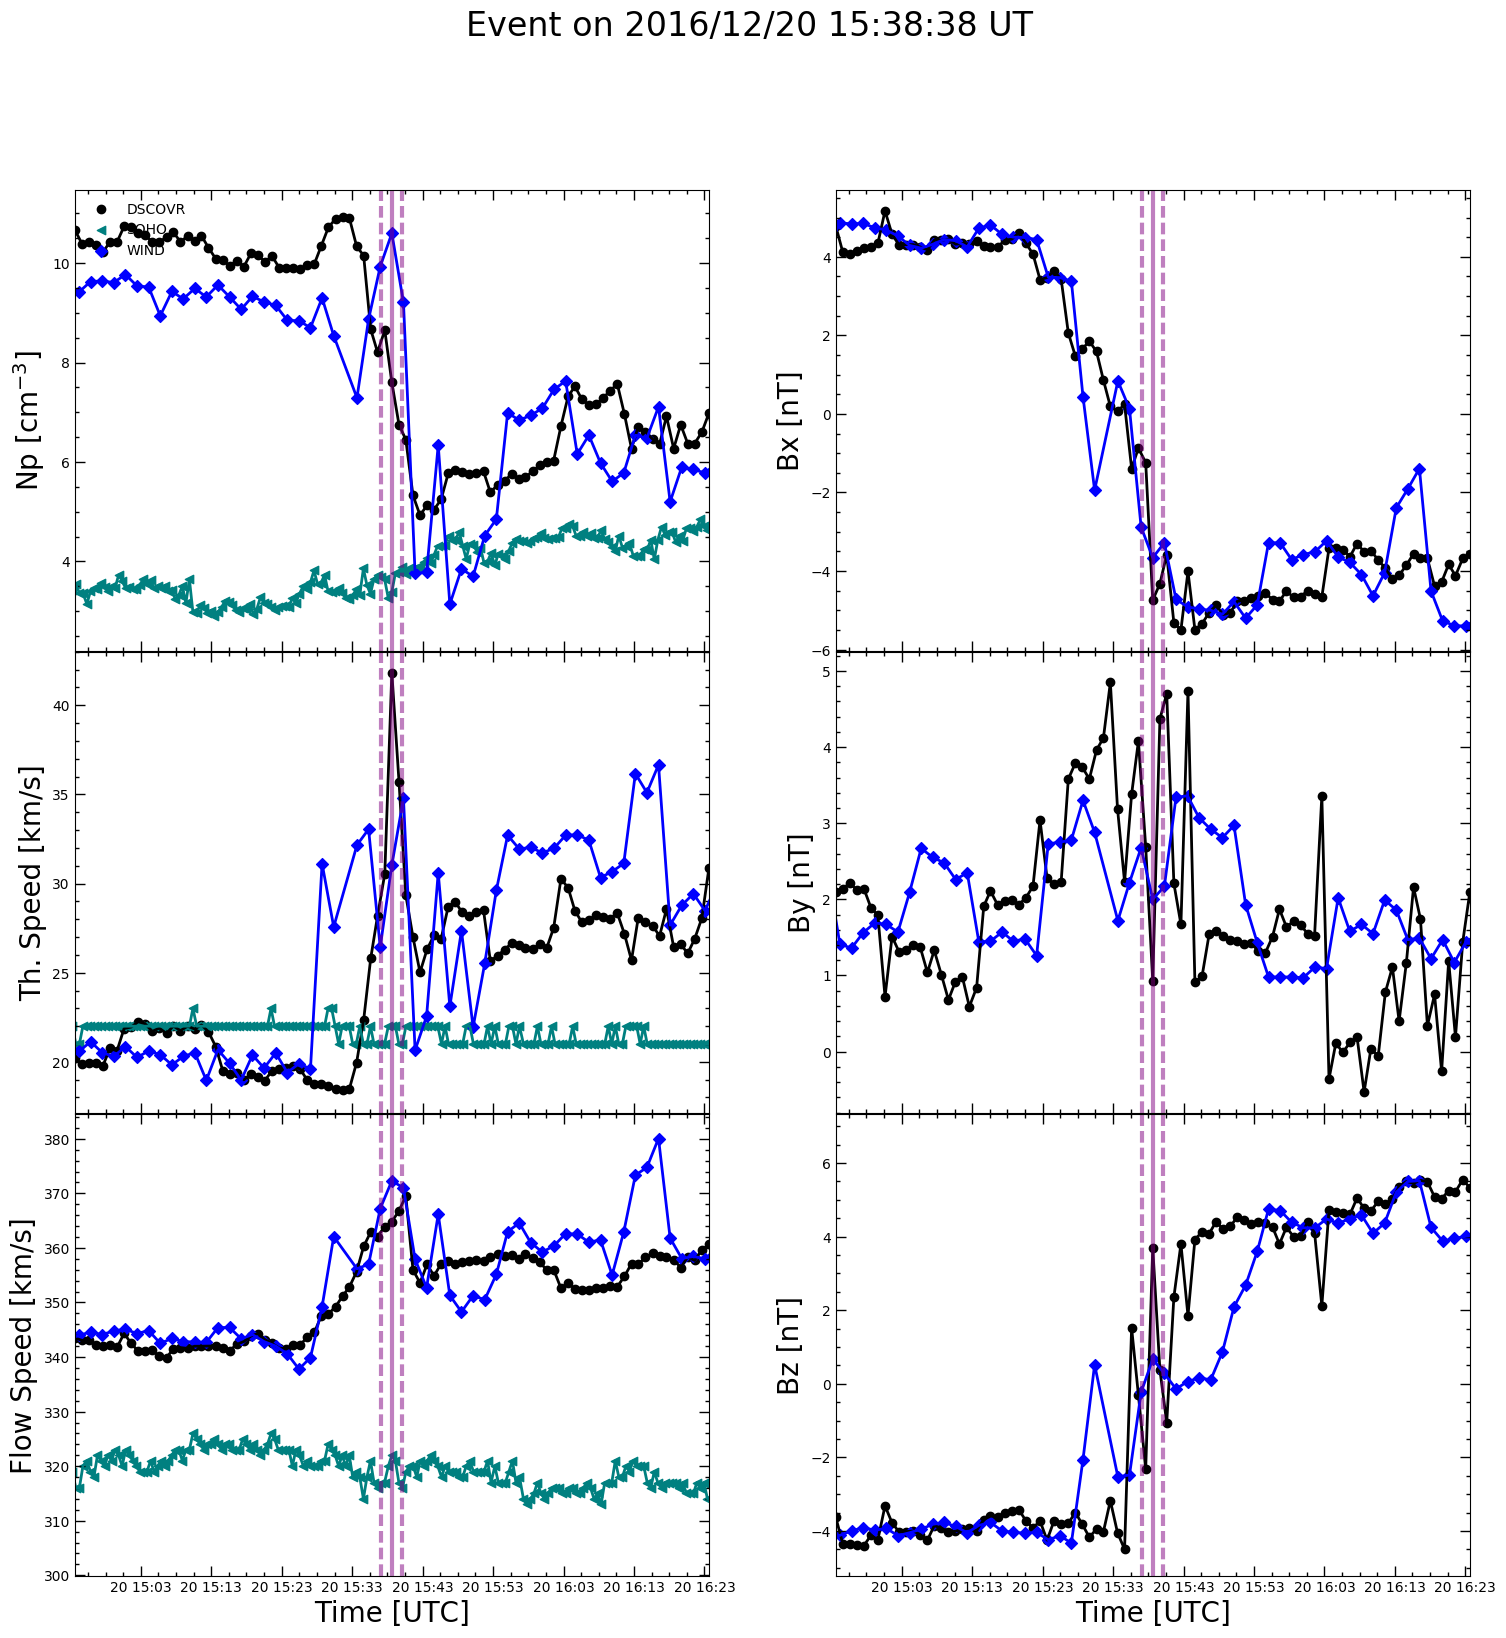 Event on 2016/12/20 15:38:38 UT
DSCOVR
SOHO
WIND
Np [cm⁻³]
10
8
6
4
Th. Speed [km/s]
40
35
30
25
20
Flow Speed [km/s]
380
370
360
350
340
330
320
310
300
20 15:03 20 15:13 20 15:23 20 15:33 20 15:43 20 15:53 20 16:03 20 16:13 20 16:23
Time [UTC]
Bx [nT]
4
2
0
−2
−4
−6
By [nT]
5
4
3
2
1
0
Bz [nT]
6
4
2
0
−2
−4
20 15:03 20 15:13 20 15:23 20 15:33 20 15:43 20 15:53 20 16:03 20 16:13 20 16:23
Time [UTC]